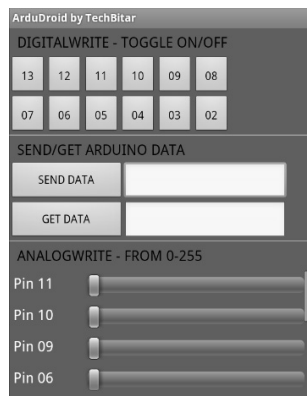 ArduDroid by TechBitar
DIGITALWRITE - TOGGLE ON/OFF
13 12 11 10 09 08
07 06 05 04 03 02
SEND/GET ARDUINO DATA
SEND DATA
GET DATA
ANALOGWRITE - FROM 0-255
Pin 11
Pin 10
Pin 09
Pin 06